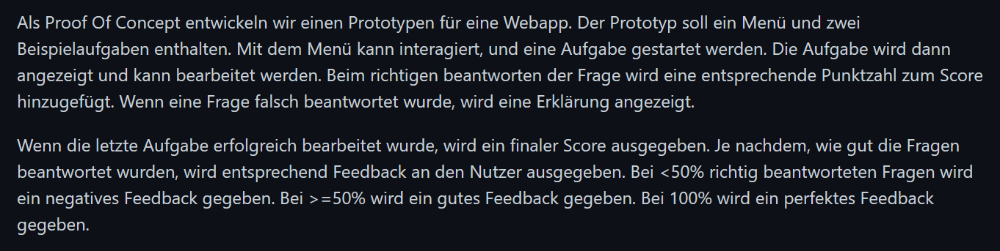 Als Proof Of Concept entwickeln wir einen Prototypen für eine Webapp. Der Prototyp soll ein Menü und zwei
Beispielaufgaben enthalten. Mit dem Menü kann interagiert, und eine Aufgabe gestartet werden. Die Aufgabe wird dann
angezeigt und kann bearbeitet werden. Beim richtigen beantworten der Frage wird eine entsprechende Punktzahl zum Score
hinzugefügt. Wenn eine Frage falsch beantwortet wurde, wird eine Erklärung angezeigt.
Wenn die letzte Aufgabe erfolgreich bearbeitet wurde, wird ein finaler Score ausgegeben. Je nachdem, wie gut die Fragen
beantwortet wurden, wird entsprechend Feedback an den Nutzer ausgegeben. Bei <50% richtig beantworteten Fragen wird
ein negatives Feedback gegeben. Bei >=50% wird ein gutes Feedback gegeben. Bei 100% wird ein perfektes Feedback
gegeben.